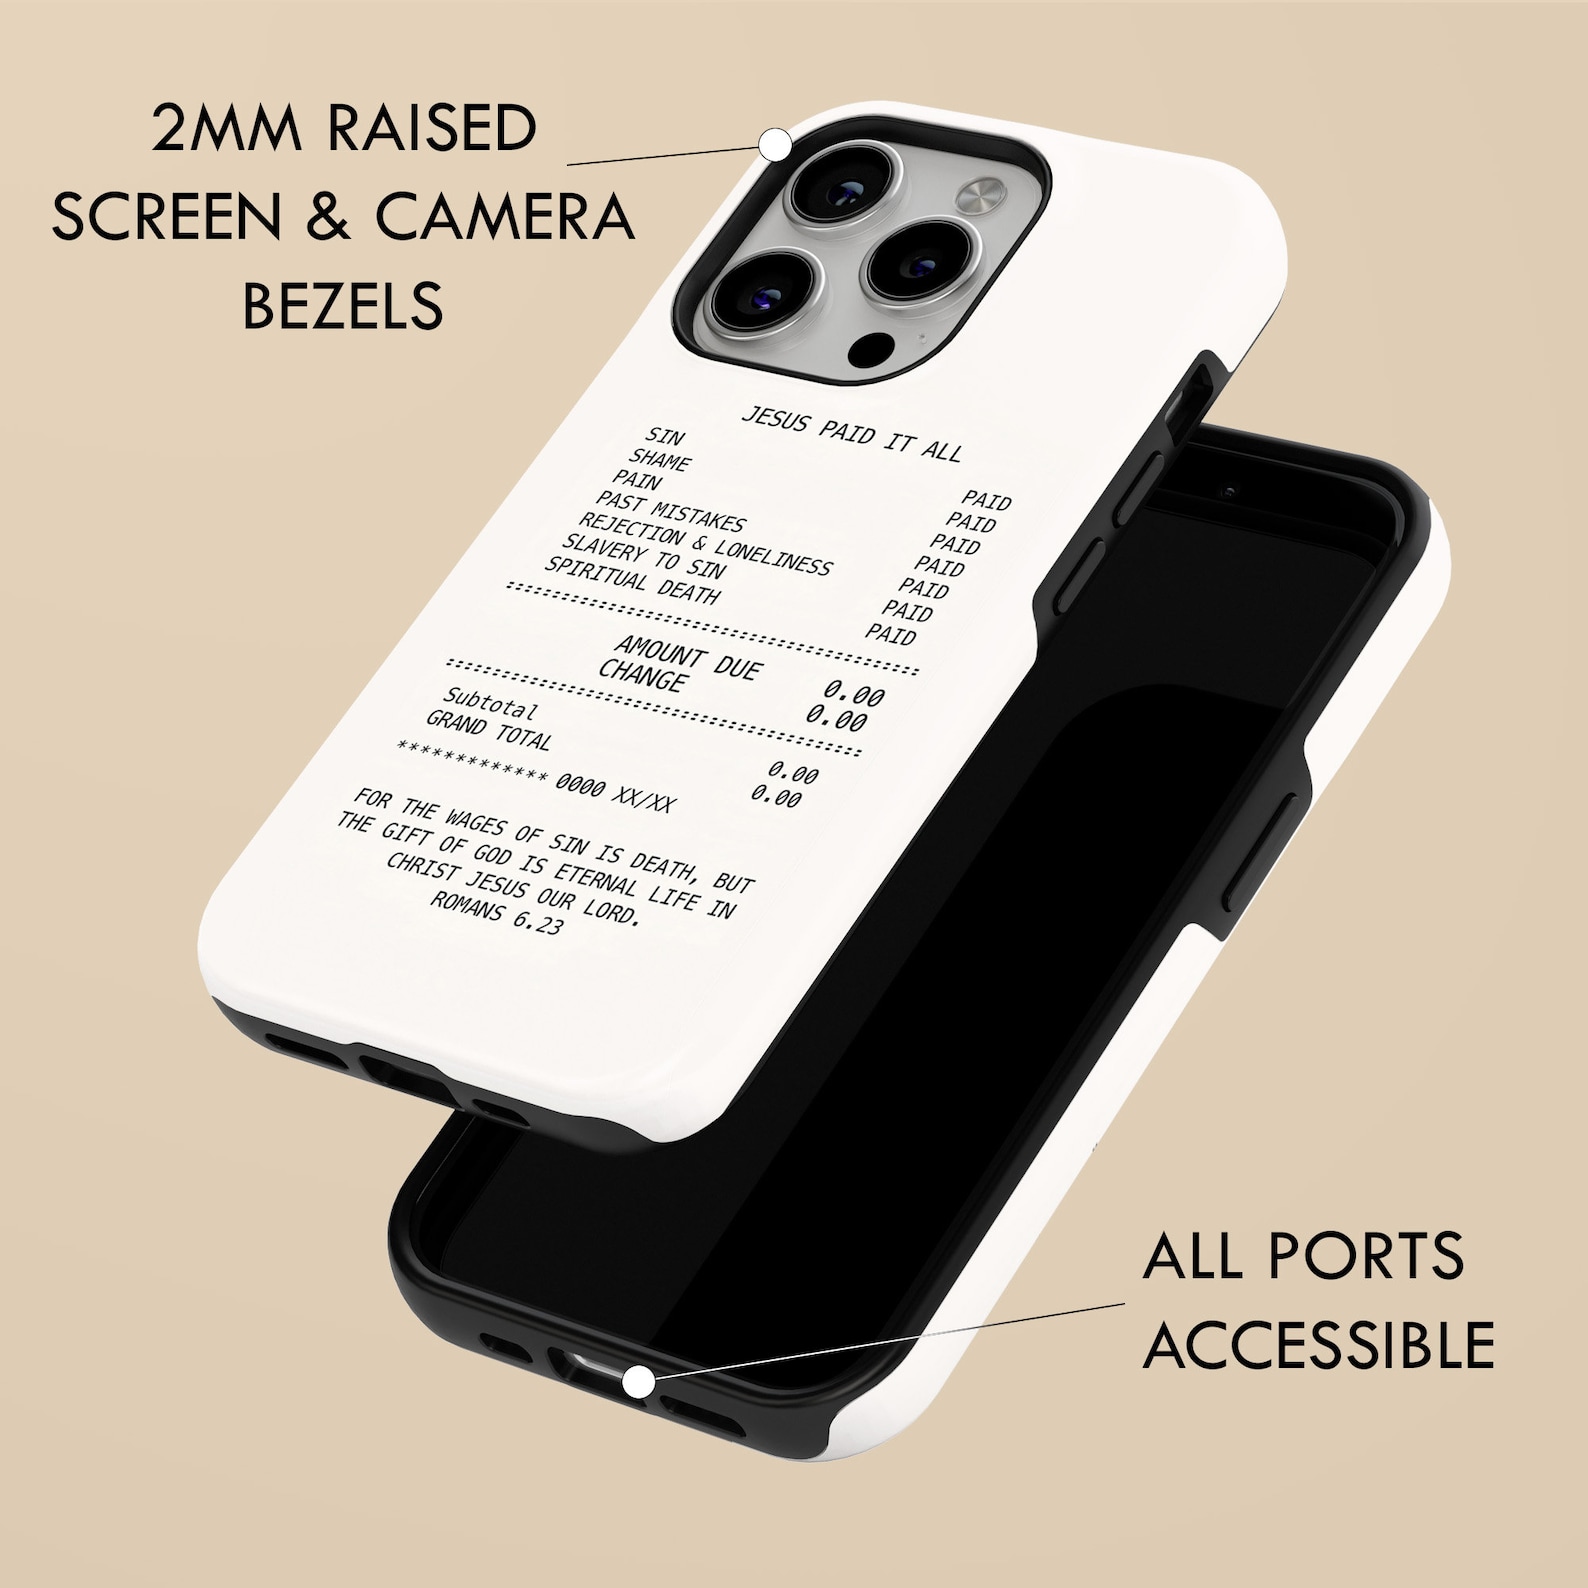 2MM RAISED
SCREEN & CAMERA
BEZELS
JESUS PAID IT ALL
SIN PAID
SHAME PAID
PAIN PAID
PAST MISTAKES PAID
REJECTION & LONELINESS PAID
SLAVERY TO SIN PAID
SPIRITUAL DEATH PAID
AMOUNT DUE 0.00
CHANGE 0.00
Subtotal 0.00
GRAND TOTAL 0.00
************* 0000 XX/XX
FOR THE WAGES OF SIN IS DEATH, BUT
THE GIFT OF GOD IS ETERNAL LIFE IN
CHRIST JESUS OUR LORD.
ROMANS 6.23
ALL PORTS
ACCESSIBLE